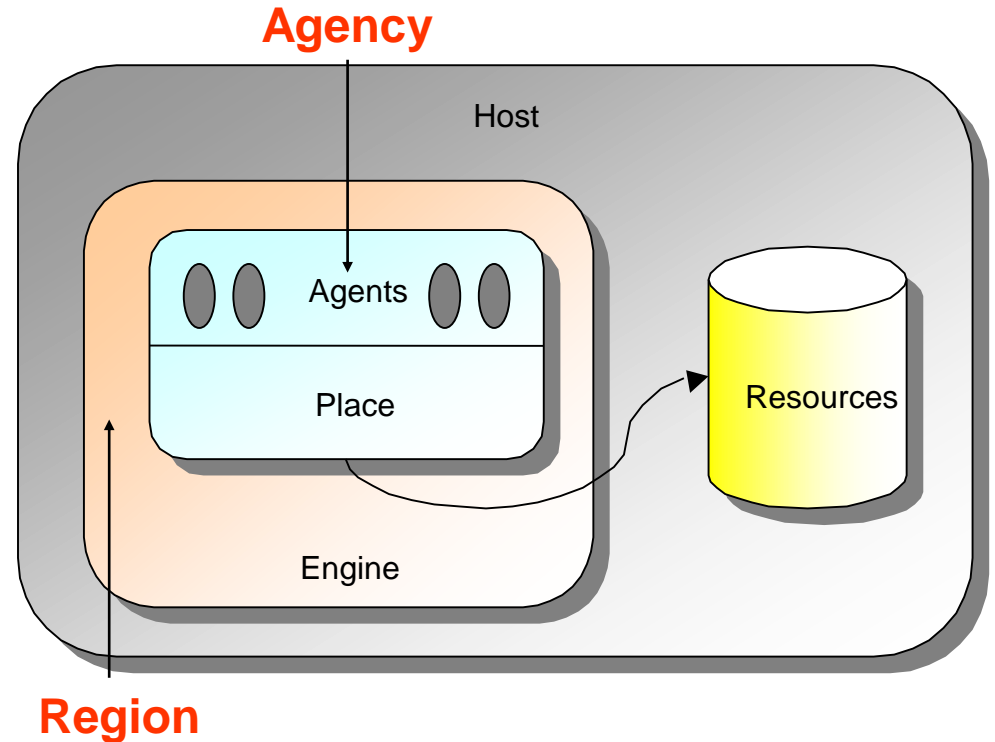 Agency
Host
Agents
Place
Resources
Engine
Region